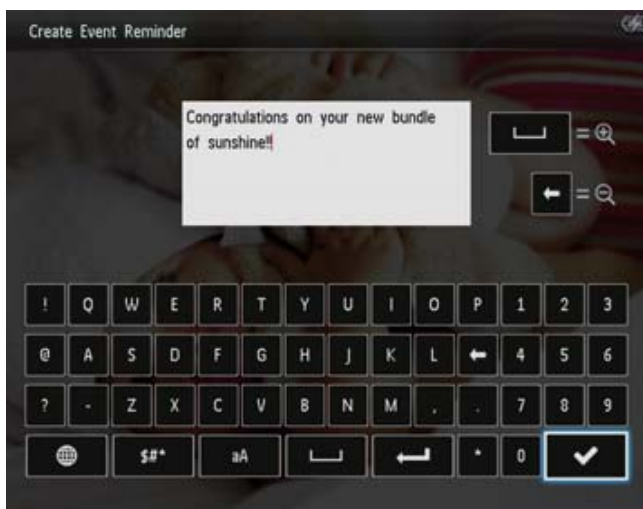 Create Event Reminder
Congratulations on your new bundle
of sunshine!!
=
=
! Q W E R T Y U I O P 1 2 3
@ A S D F G H J K L 4 5 6
? - Z X C V B N M , . 7 8 9
$#* aA * 0